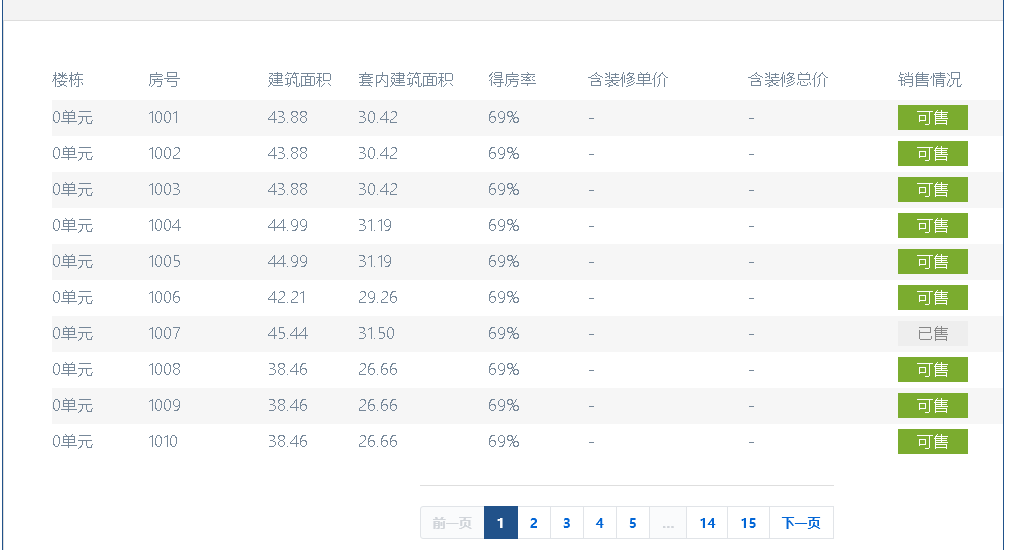 楼栋 房号 建筑面积 套内建筑面积 得房率 含装修单价 含装修总价 销售情况
0单元 1001 43.88 30.42 69% - - 可售
0单元 1002 43.88 30.42 69% - - 可售
0单元 1003 43.88 30.42 69% - - 可售
0单元 1004 44.99 31.19 69% - - 可售
0单元 1005 44.99 31.19 69% - - 可售
0单元 1006 42.21 29.26 69% - - 可售
0单元 1007 45.44 31.50 69% - - 已售
0单元 1008 38.46 26.66 69% - - 可售
0单元 1009 38.46 26.66 69% - - 可售
0单元 1010 38.46 26.66 69% - - 可售
前一页 1 2 3 4 5 ... 14 15 下一页